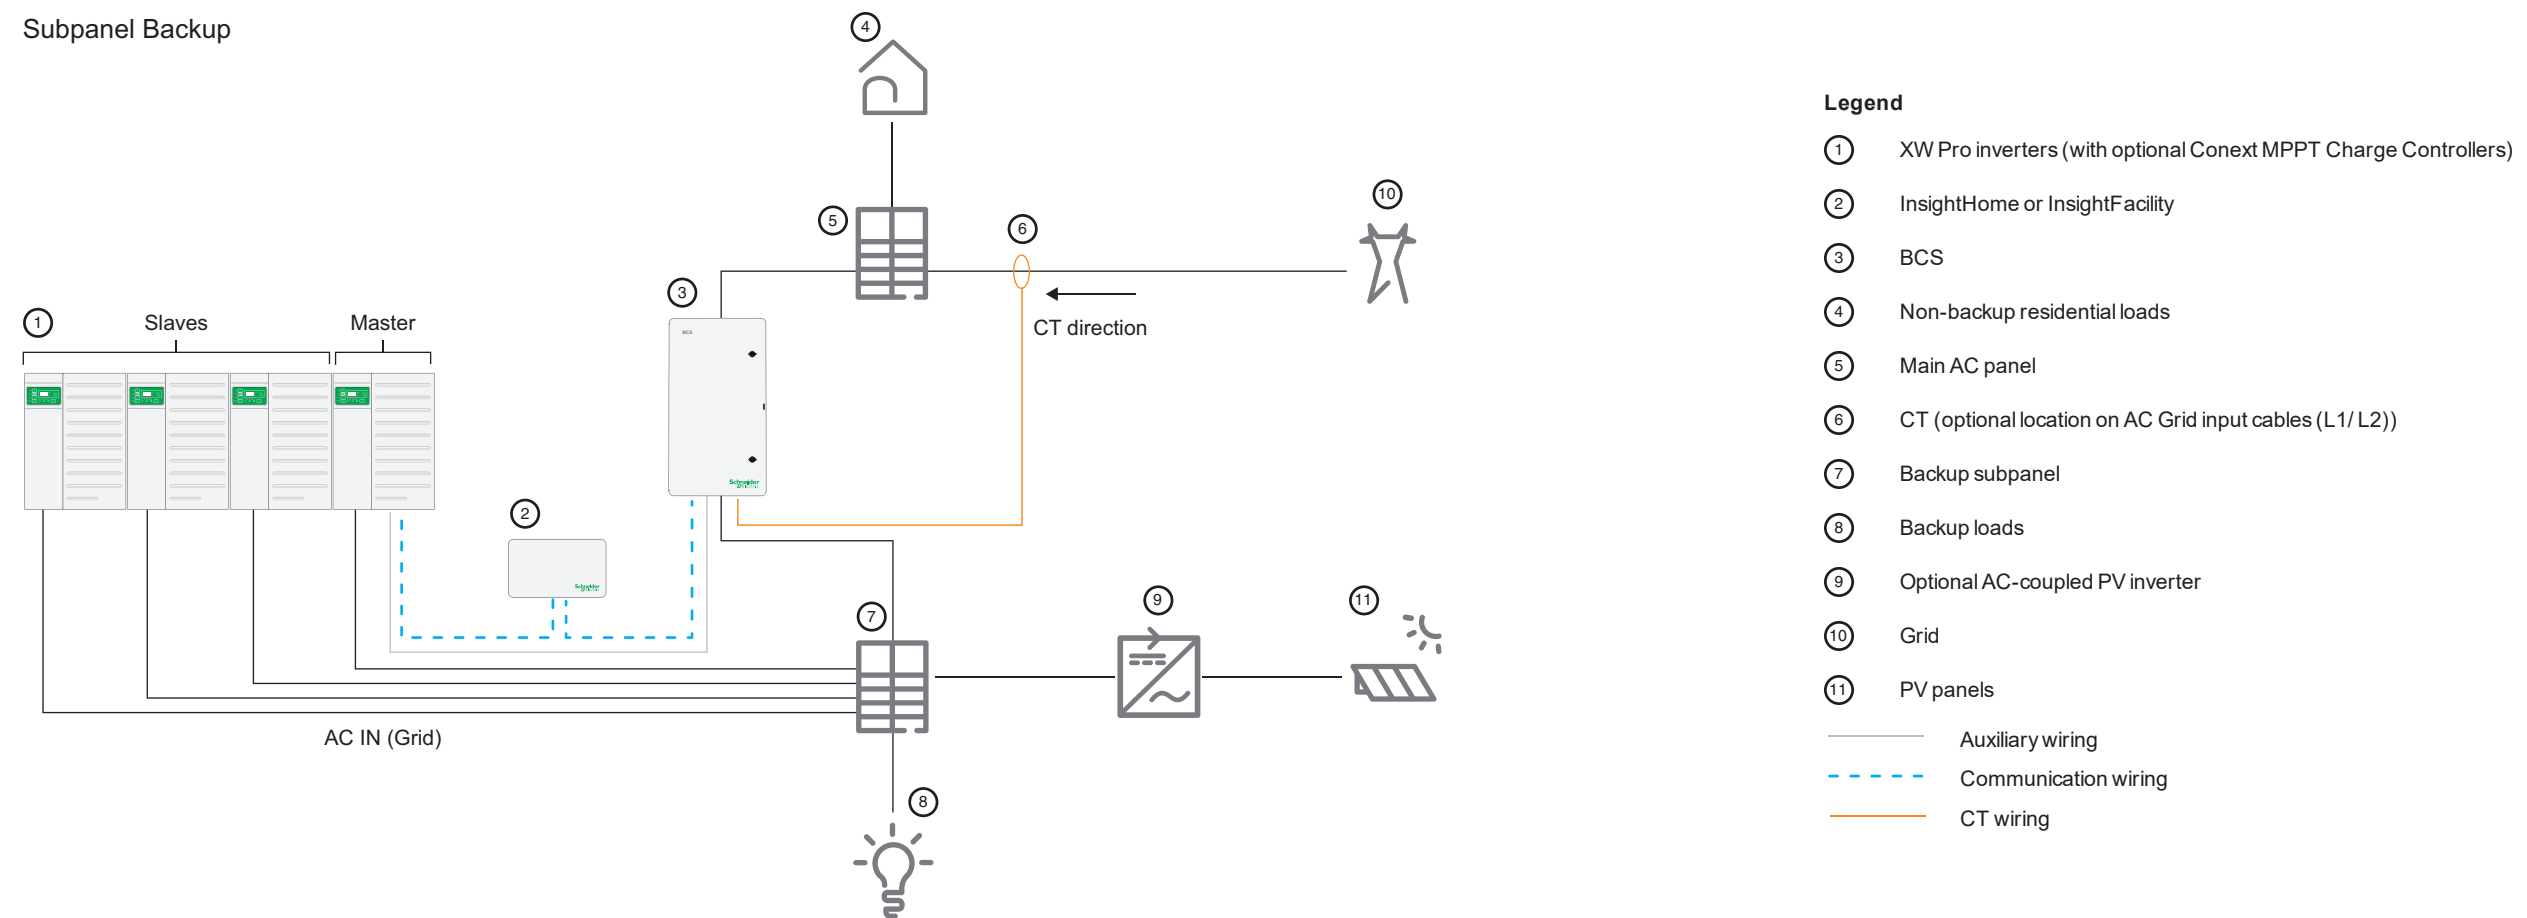 Subpanel Backup
4
10
5
6
3
CT direction
1
Slaves
Master
BCS
Schneider
2
Schneider
7
9
11
AC IN (Grid)
8
Legend
1 XW Pro inverters (with optional Conext MPPT Charge Controllers)
2 InsightHome or InsightFacility
3 BCS
4 Non-backup residential loads
5 Main AC panel
6 CT (optional location on AC Grid input cables (L1/ L2))
7 Backup subpanel
8 Backup loads
9 Optional AC-coupled PV inverter
10 Grid
11 PV panels
Auxiliary wiring
Communication wiring
CT wiring